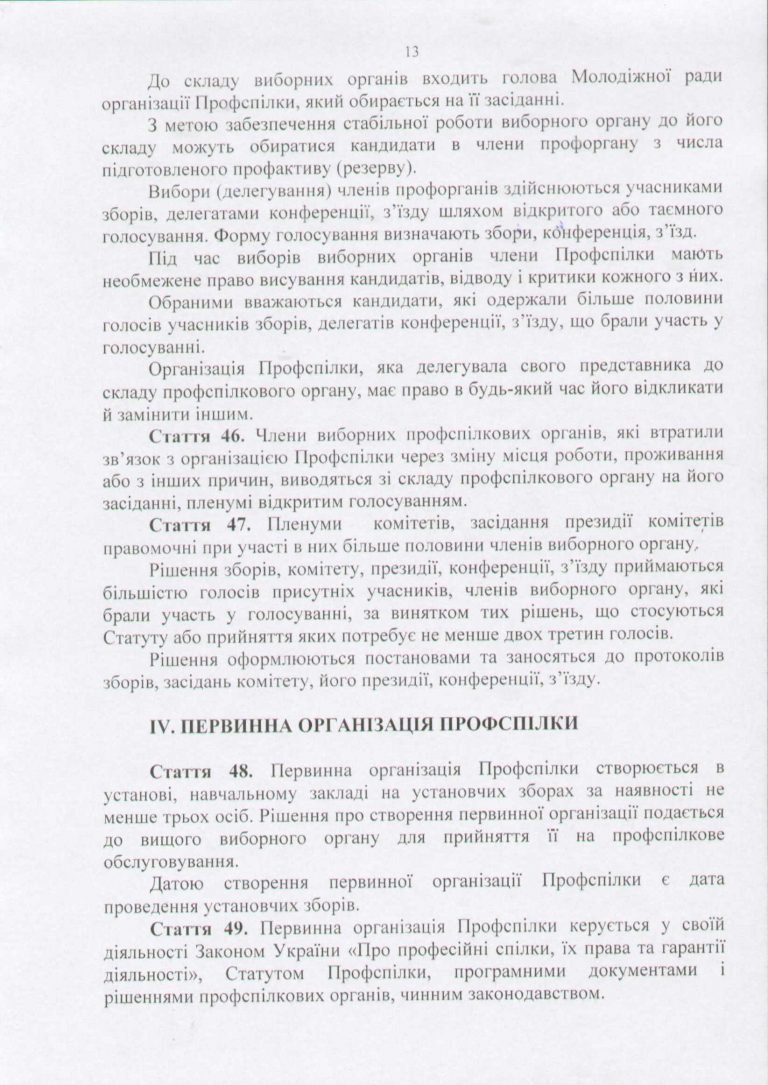 13
До складу виборних органів входить голова Молодіжної ради
організації Профспілки, який обирається на її засіданні.
З метою забезпечення стабільної роботи виборного органу до його
складу можуть обиратися кандидати в члени профоргану з числа
підготовленого профактиву (резерву).
Вибори (делегування) членів профорганів здійснюються учасниками
зборів, делегатами конференції, з’їзду шляхом відкритого або таємного
голосування. Форму голосування визначають збори, конференція, з’їзд.
Під час виборів виборних органів члени Профспілки мають
необмежене право висування кандидатів, відводу і критики кожного з них.
Обраними вважаються кандидати, які одержали більше половини
голосів учасників зборів, делегатів конференції, з’їзду, що брали участь у
голосуванні.
Організація Профспілки, яка делегувала свого представника до
складу профспілкового органу, має право в будь-який час його відкликати
й замінити іншим.
Стаття 46. Члени виборних профспілкових органів, які втратили
зв’язок з організацією Профспілки через зміну місця роботи, проживання
або з інших причин, виводяться зі складу профспілкового органу на його
засіданні, пленумі відкритим голосуванням.
Стаття 47. Пленуми комітетів, засідання президії комітетів
правомочні при участі в них більше половини членів виборного органу.
Рішення зборів, комітету, президії, конференції, з’їзду приймаються
більшістю голосів присутніх учасників, членів виборного органу, які
брали участь у голосуванні, за винятком тих рішень, що стосуються
Статуту або прийняття яких потребує не менше двох третин голосів.
Рішення оформлюються постановами та заносяться до протоколів
зборів, засідань комітету, його президії, конференції, з’їзду.
IV. ПЕРВИННА ОРГАНІЗАЦІЯ ПРОФСПІЛКИ
Стаття 48. Первинна організація Профспілки створюється в
установі, навчальному закладі на установчих зборах за наявності не
менше трьох осіб. Рішення про створення первинної організації подається
до вищого виборного органу для прийняття її на профспілкове
обслуговування.
Датою створення первинної організації Профспілки є дата
проведення установчих зборів.
Стаття 49. Первинна організація Профспілки керується у своїй
діяльності Законом України «Про професійні спілки, їх права та гарантії
діяльності», Статутом Профспілки, програмними документами і
рішеннями профспілкових органів, чинним законодавством.